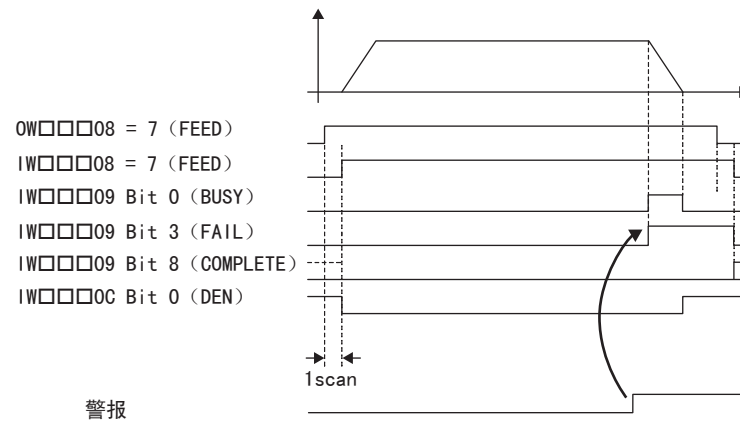 OW□□□08 = 7（FEED）
IW□□□08 = 7（FEED）
IW□□□09 Bit 0（BUSY）
IW□□□09 Bit 3（FAIL）
IW□□□09 Bit 8（COMPLETE）
IW□□□0C Bit 0（DEN）
1scan
警报